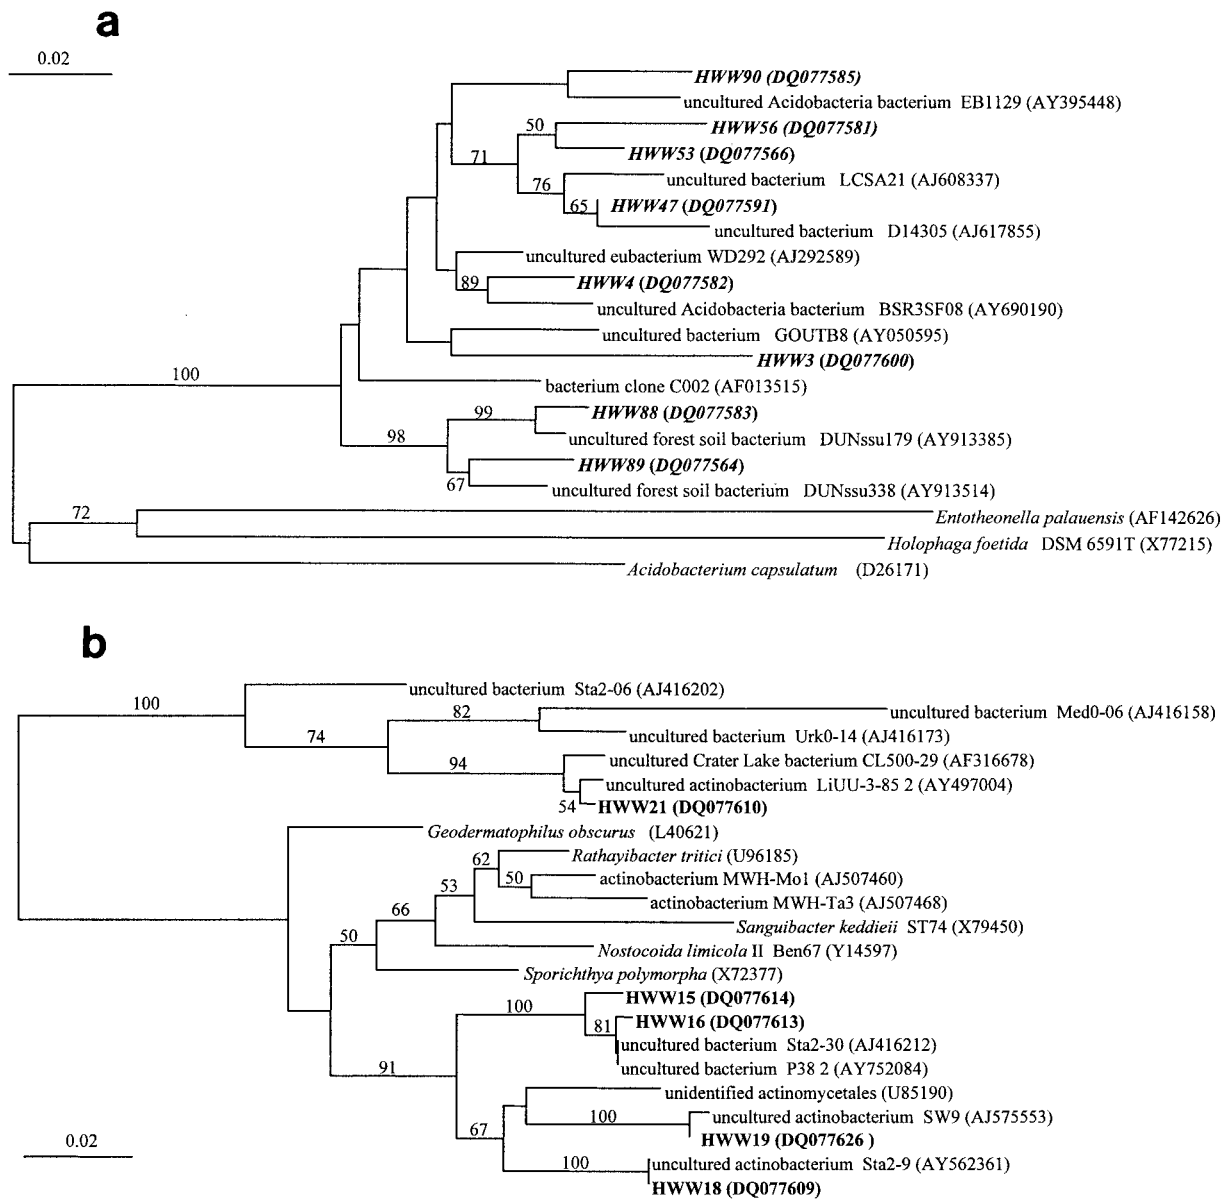 a
0.02
HWW90 (DQ077585)
uncultured Acidobacteria bacterium EB1129 (AY395448)
50
HWW56 (DQ077581)
71
HWW53 (DQ077566)
76
uncultured bacterium LCSA21 (AJ608337)
65
HWW47 (DQ077591)
uncultured bacterium D14305 (AJ617855)
uncultured eubacterium WD292 (AJ292589)
89
HWW4 (DQ077582)
uncultured Acidobacteria bacterium BSR3SF08 (AY690190)
uncultured bacterium GOUTB8 (AY050595)
HWW3 (DQ077600)
100
bacterium clone C002 (AF013515)
99
HWW88 (DQ077583)
98
uncultured forest soil bacterium DUNssu179 (AY913385)
HWW89 (DQ077564)
67
uncultured forest soil bacterium DUNssu338 (AY913514)
72
Entotheonella palauensis (AF142626)
Holophaga foetida DSM 6591T (X77215)
Acidobacterium capsulatum (D26171)
b
uncultured bacterium Sta2-06 (AJ416202)
100
82
uncultured bacterium Med0-06 (AJ416158)
74
uncultured bacterium Urk0-14 (AJ416173)
94
uncultured Crater Lake bacterium CL500-29 (AF316678)
uncultured actinobacterium LiUU-3-85 2 (AY497004)
54
HWW21 (DQ077610)
Geodermatophilus obscurus (L40621)
62
Rathayibacter tritici (U96185)
53
50
actinobacterium MWH-Mo1 (AJ507460)
66
actinobacterium MWH-Ta3 (AJ507468)
50
Sanguibacter keddieii ST74 (X79450)
Nostocoida limicola II Ben67 (Y14597)
Sporichthya polymorpha (X72377)
100
HWW15 (DQ077614)
81
HWW16 (DQ077613)
uncultured bacterium Sta2-30 (AJ416212)
91
uncultured bacterium P38 2 (AY752084)
unidentified actinomycetales (U85190)
100
uncultured actinobacterium SW9 (AJ575553)
67
HWW19 (DQ077626 )
0.02
100
uncultured actinobacterium Sta2-9 (AY562361)
HWW18 (DQ077609)